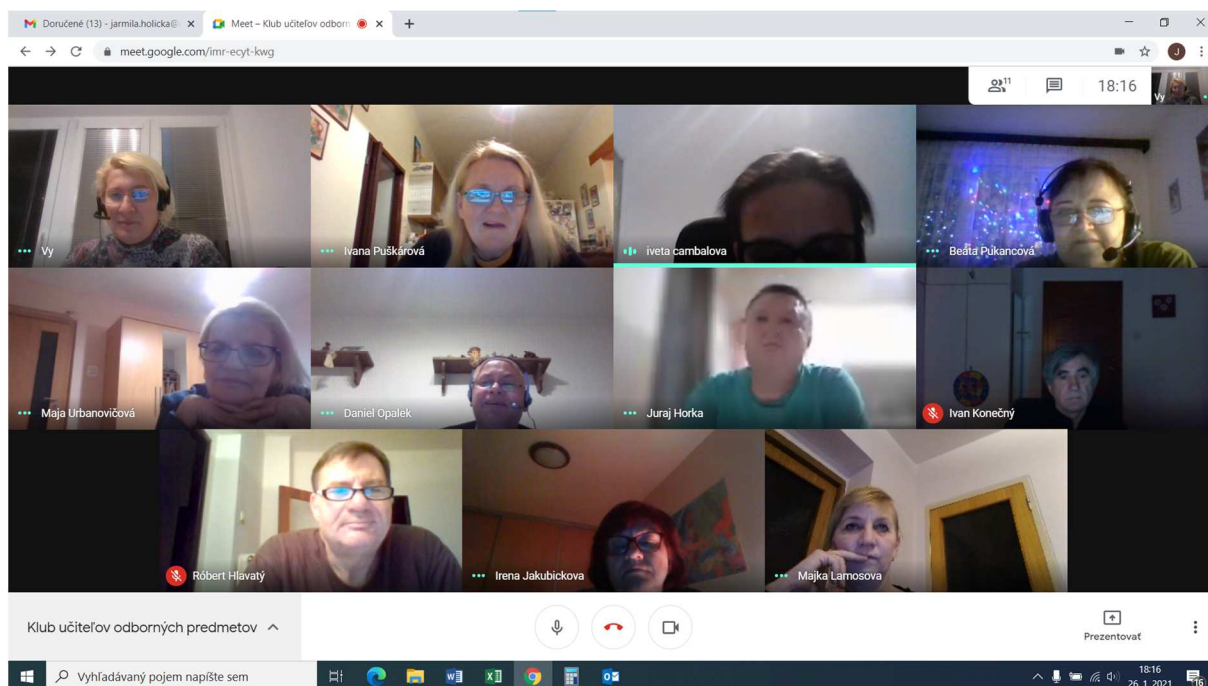 Doručené (13) - jarmila.holicka@
Meet – Klub učiteľov odborn
meet.google.com/imr-ecyt-kwg
J
11
18:16
Vy
Vy
Ivana Puškárová
iveta cambalova
Beáta Pukancová
Maja Urbanovičová
Daniel Opalek
Juraj Horka
Ivan Konečný
Róbert Hlavatý
Irena Jakubickova
Majka Lamosova
Klub učiteľov odborných predmetov
Prezentovať
Vyhľadávaný pojem napíšte sem
18:16
26. 1. 2021
16